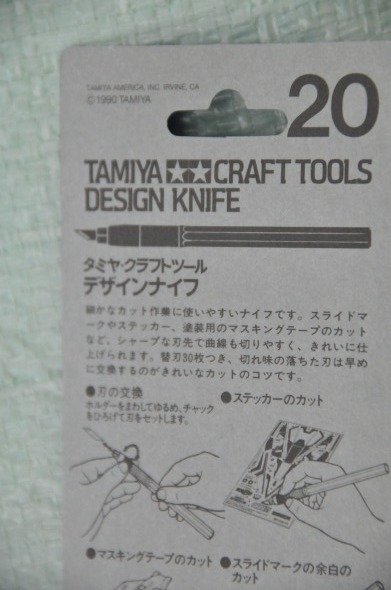 TAMIYA AMERICA, INC. IRVINE, CA
© 1990 TAMIYA
20
TAMIYA CRAFT TOOLS
DESIGN KNIFE
タミヤ・クラフトツール
デザインナイフ
細かなカット作業に使いやすいナイフです。スライドマ
ークやステッカー、塗装用のマスキングテープのカット
など、シャープな刃先で曲線も切りやすく、きれいに仕
上げられます。替刃30枚つき、切れ味の落ちた刃は早め
に交換するのがきれいなカットのコツです。
●刃の交換
ホルダーをまわしてゆるめ、チャック
をひろげて刃をセットします。
●ステッカーのカット
●マスキングテープのカット
●スライドマークの余白の
カット